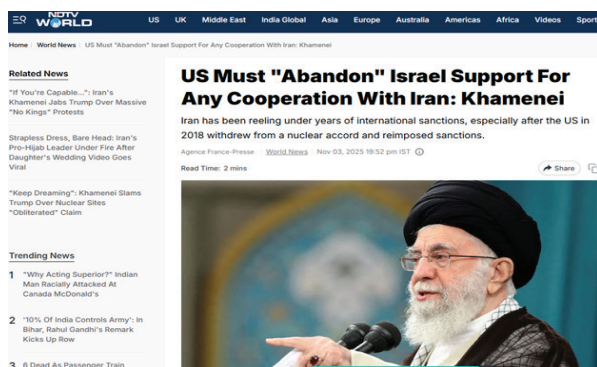 NDTV
WORLD
US UK Middle East India Global Asia Europe Australia Americas Africa Videos Sport
Home World News US Must "Abandon" Israel Support For Any Cooperation With Iran: Khamenei
Related News
"If You're Capable...": Iran's
Khamenei Jabs Trump Over Massive
"No Kings" Protests
Strapless Dress, Bare Head: Iran's
Pro-Hijab Leader Under Fire After
Daughter's Wedding Video Goes
Viral
"Keep Dreaming": Khamenei Slams
Trump Over Nuclear Sites
"Obliterated" Claim
Trending News
1 "Why Acting Superior?" Indian
Man Racially Attacked At
Canada McDonald's
2 '10% Of India Controls Army': In
Bihar, Rahul Gandhi's Remark
Kicks Up Row
3 6 Dead As Passenger Train
US Must "Abandon" Israel Support For
Any Cooperation With Iran: Khamenei
Iran has been reeling under years of international sanctions, especially after the US in
2018 withdrew from a nuclear accord and reimposed sanctions.
Agence France-Presse World News Nov 03, 2025 19:52 pm IST
Read Time: 2 mins
Share